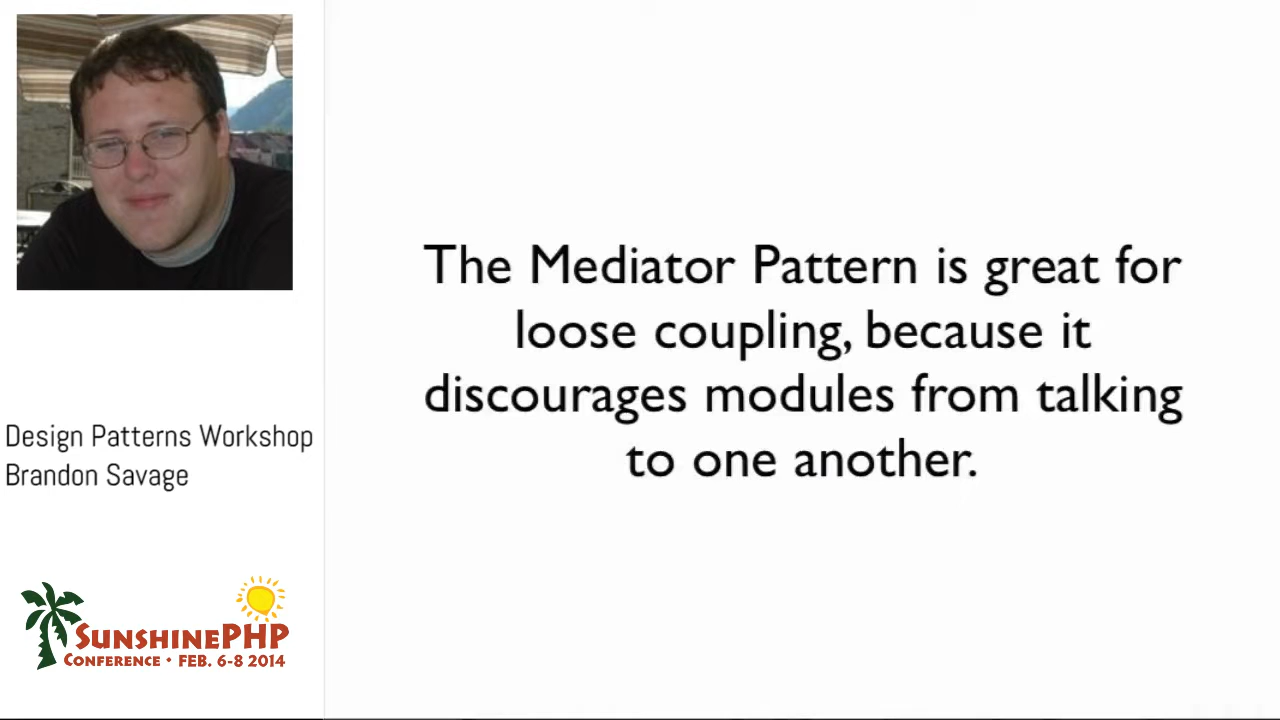 Design Patterns Workshop
Brandon Savage
SUNSHINEPHP
CONFERENCE • FEB. 6-8 2014
The Mediator Pattern is great for
loose coupling, because it
discourages modules from talking
to one another.